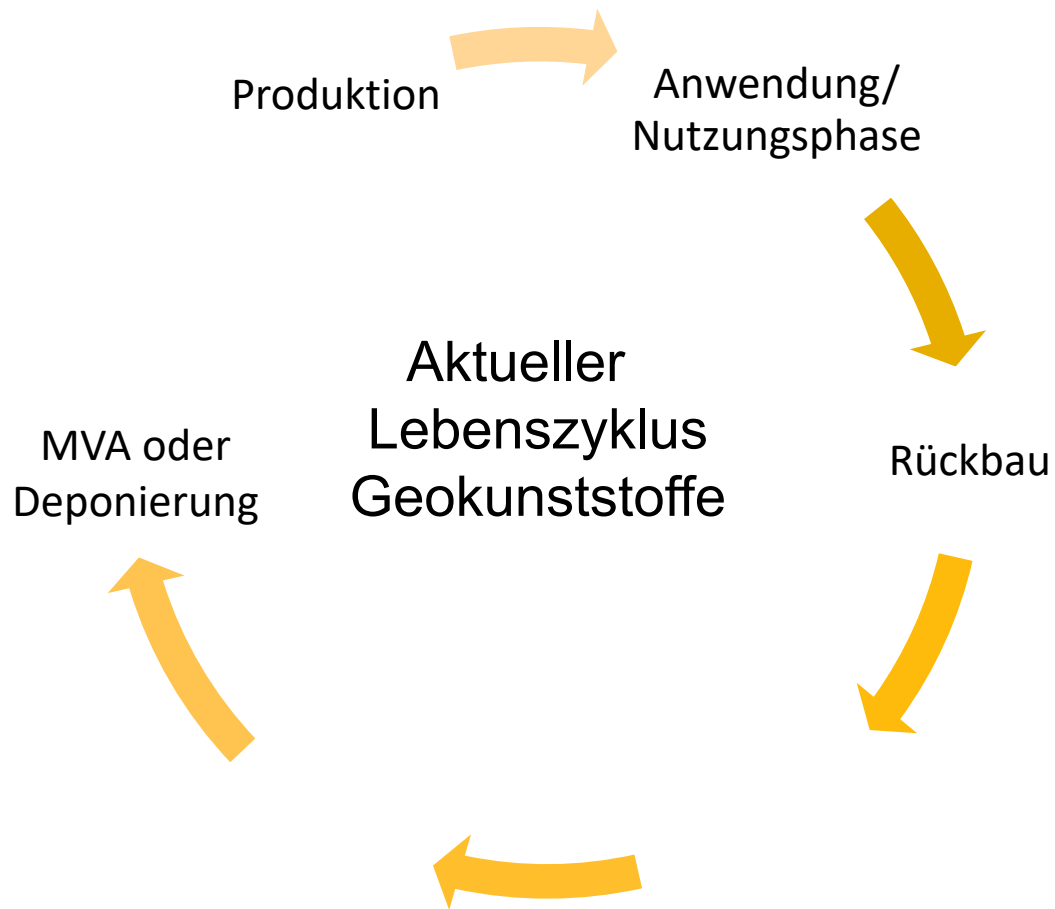 Produktion
Anwendung/
Nutzungsphase
Aktueller
Lebenszyklus
Geokunststoffe
Rückbau
MVA oder
Deponierung